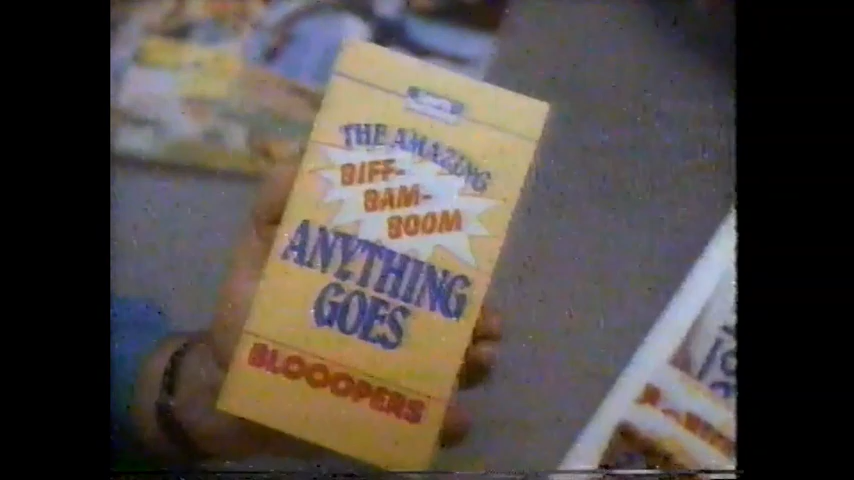 THE AMAZING
BIFF-
BAM-
BOOM
ANYTHING
GOES
BLOOOPERS